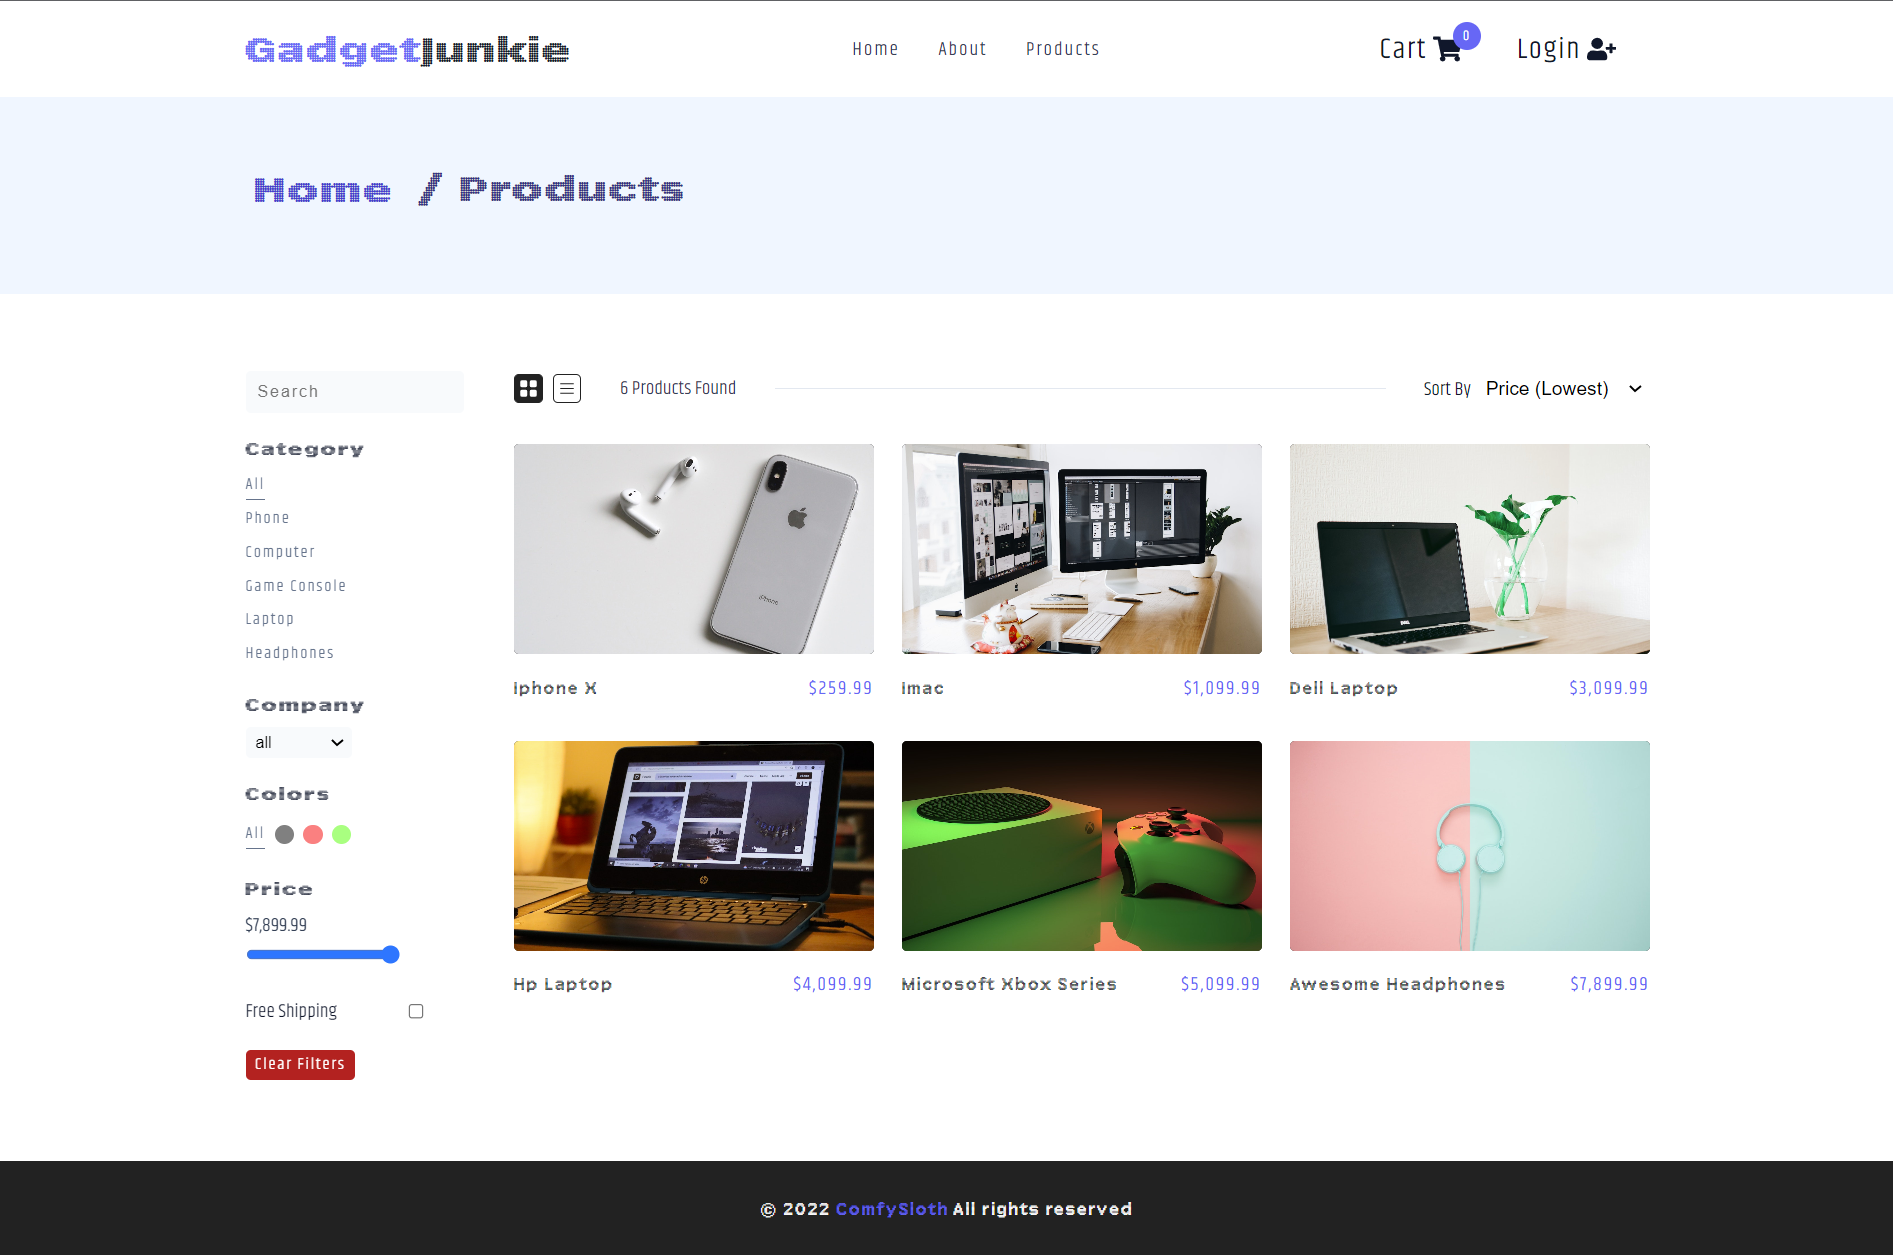 GadgetJunkie
Home About Products
Cart 0 Login
Home / Products
Search
6 Products Found
Sort By Price (Lowest)
Category
All
Phone
Computer
Game Console
Laptop
Headphones
Company
all
Colors
All
Price
$7,899.99
Free Shipping
Clear Filters
iPhone
DELL
Iphone X $259.99
Imac $1,099.99
Dell Laptop $3,099.99
Hp Laptop $4,099.99
Microsoft Xbox Series $5,099.99
Awesome Headphones $7,899.99
© 2022 ComfySloth All rights reserved